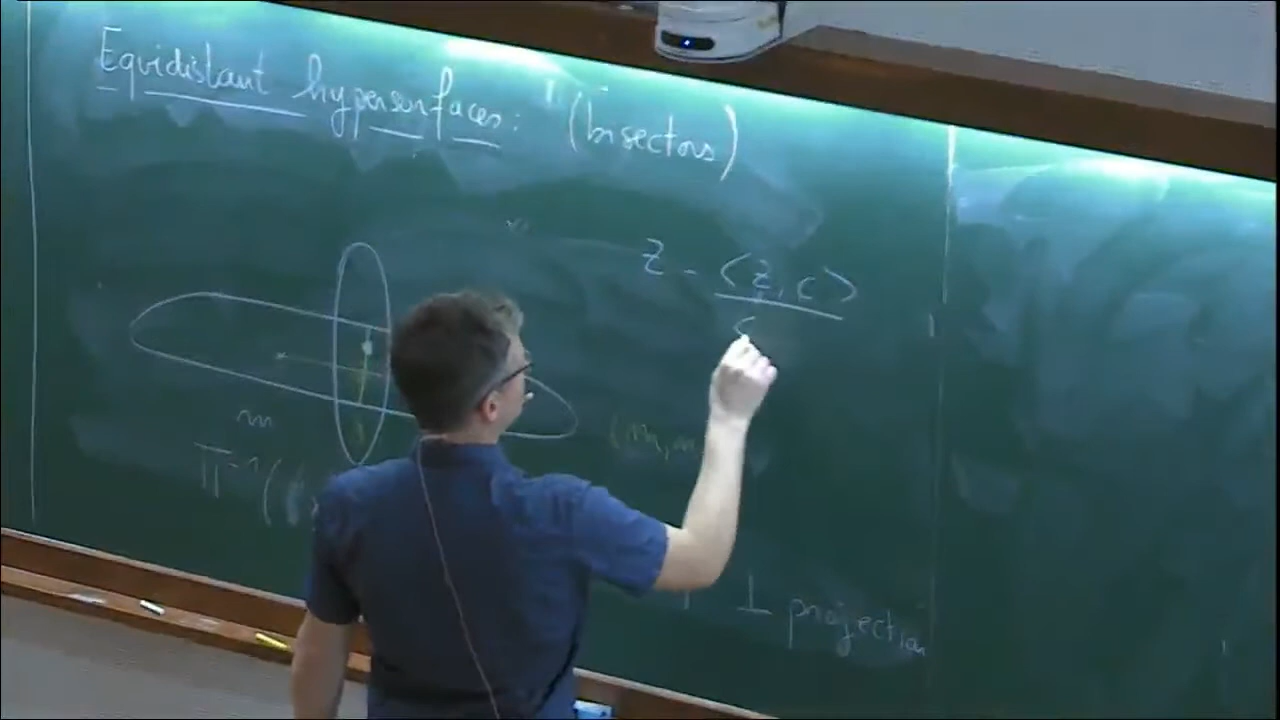 Equidistant hypersurfaces: "(bisectors)
z - <z, c>
m
π⁻¹(
(m, m
⊥ projection